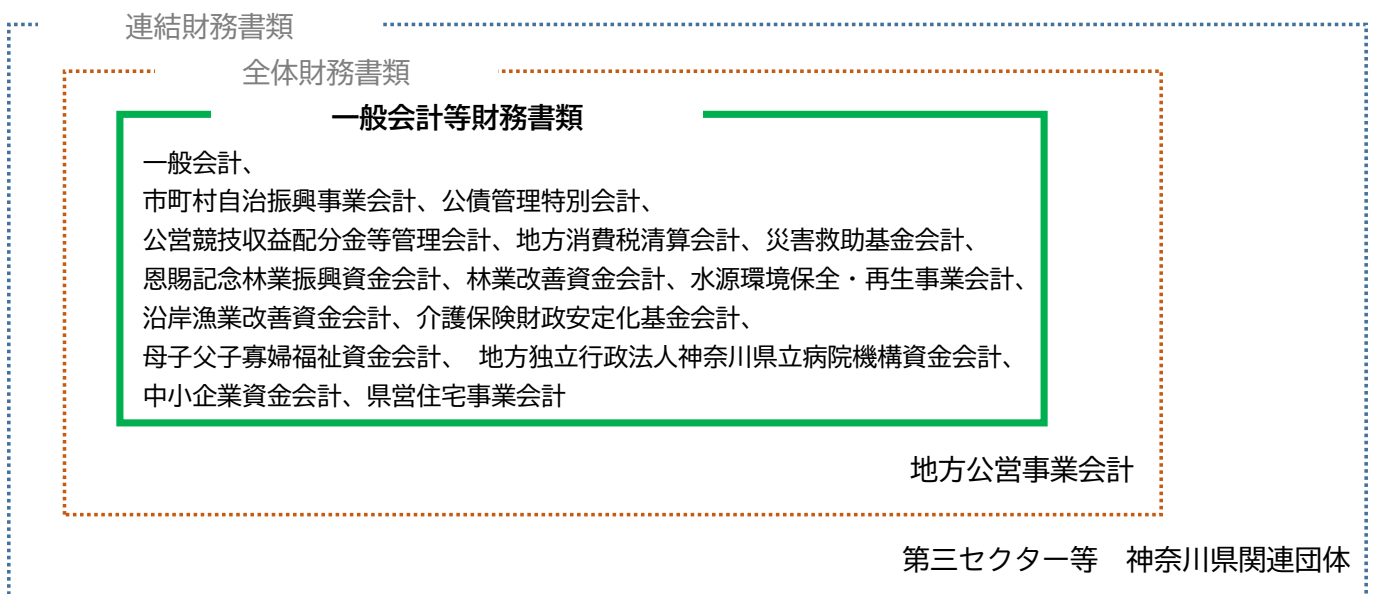 連結財務書類
全体財務書類
一般会計等財務書類
一般会計、
市町村自治振興事業会計、公債管理特別会計、
公営競技収益配分金等管理会計、地方消費税清算会計、災害救助基金会計、
恩賜記念林業振興資金会計、林業改善資金会計、水源環境保全・再生事業会計、
沿岸漁業改善資金会計、介護保険財政安定化基金会計、
母子父子寡婦福祉資金会計、 地方独立行政法人神奈川県立病院機構資金会計、
中小企業資金会計、県営住宅事業会計
地方公営事業会計
第三セクター等　神奈川県関連団体